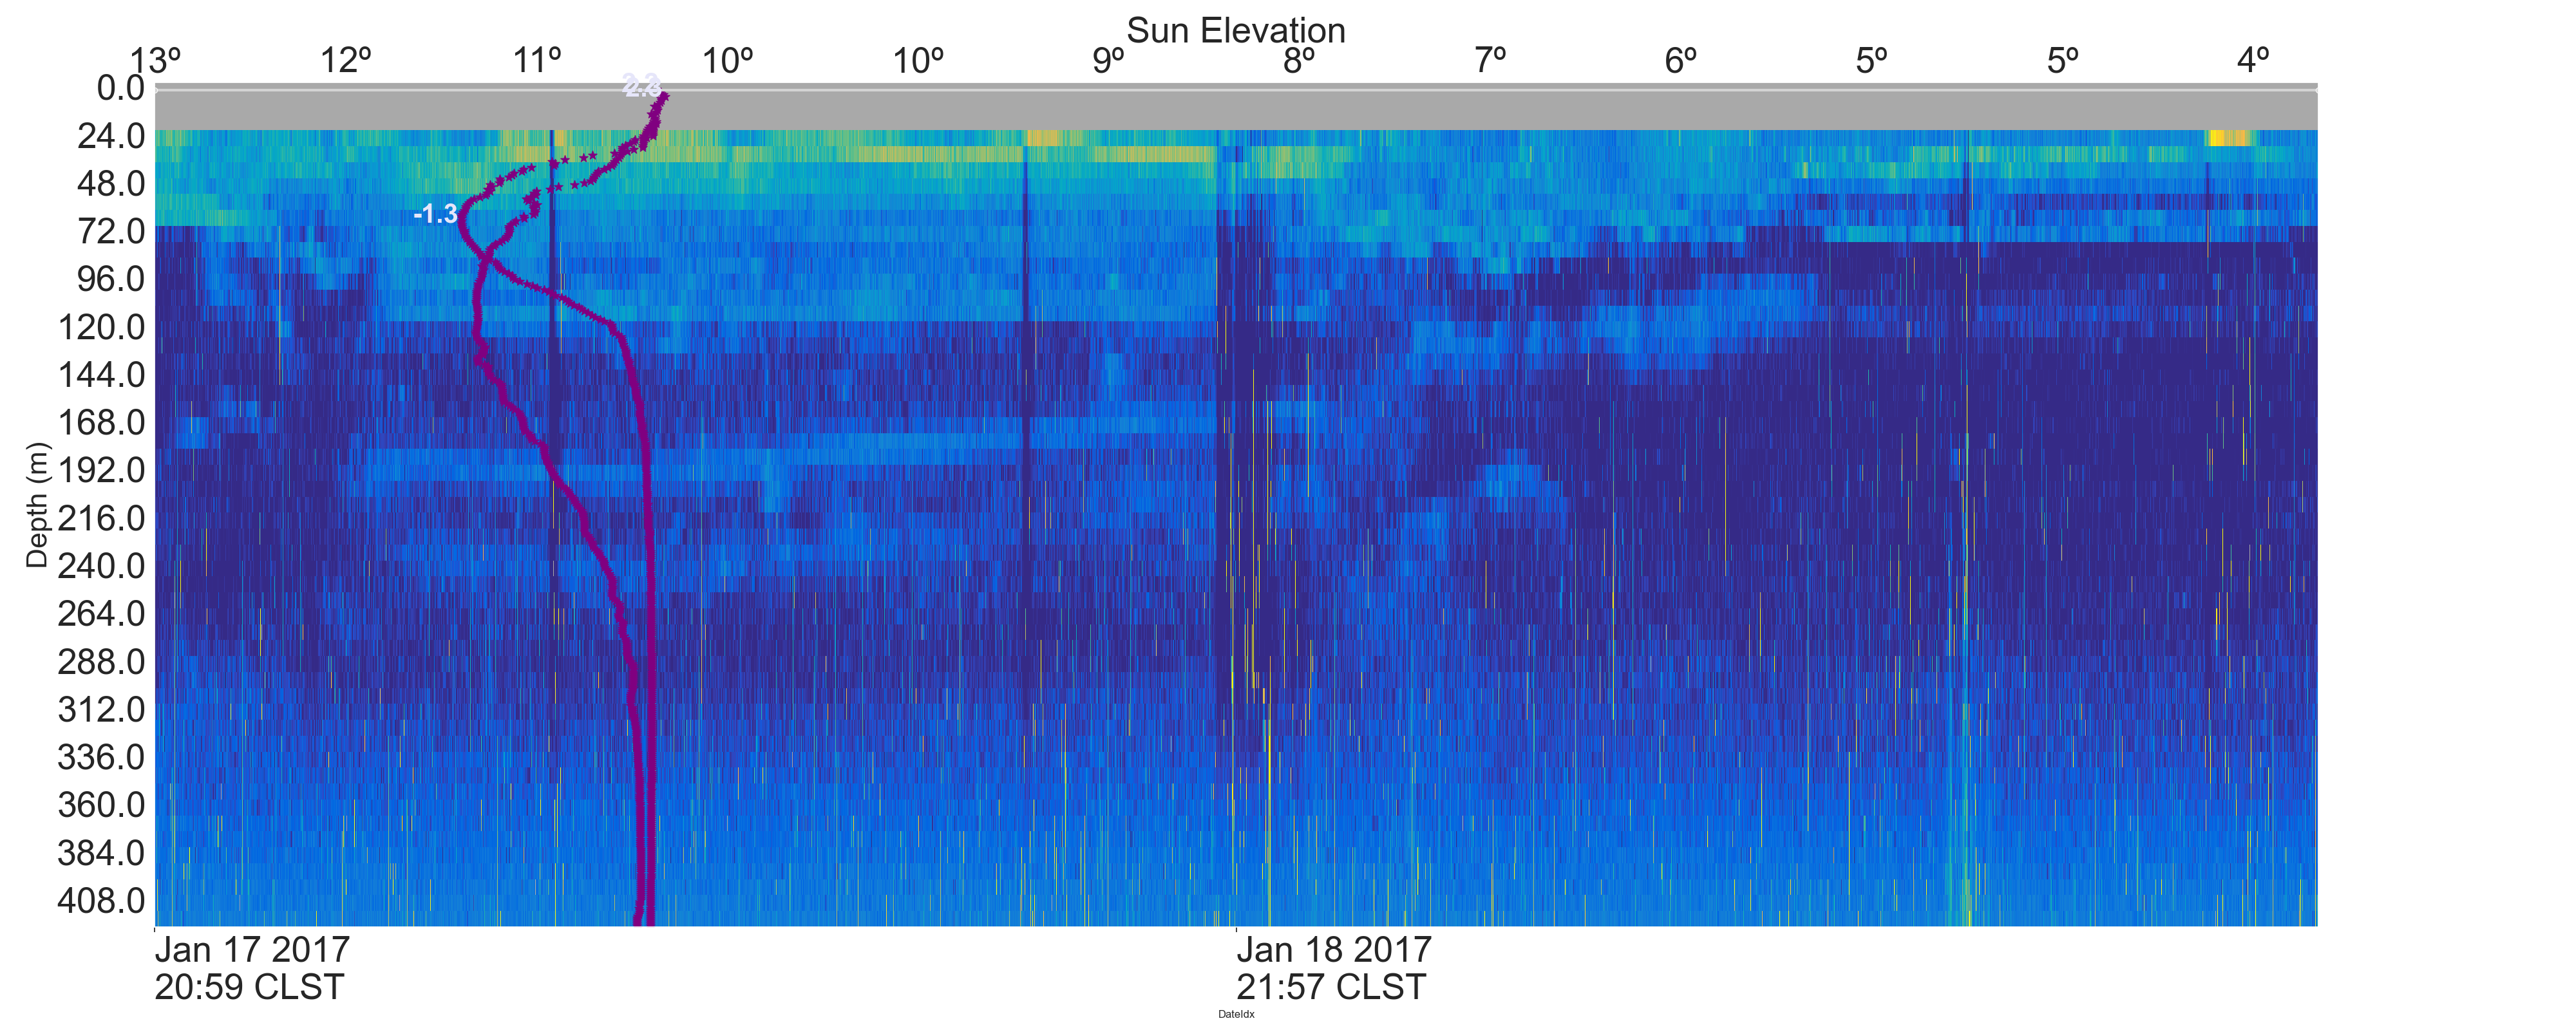 Sun Elevation
13º 12º 11º 10º 10º 9º 8º 7º 6º 5º 5º 4º
0.0
24.0
48.0
-1.3
72.0
96.0
120.0
144.0
168.0
Depth (m)
192.0
216.0
240.0
264.0
288.0
312.0
336.0
360.0
384.0
408.0
Jan 17 2017
20:59 CLST
Jan 18 2017
21:57 CLST
DateIdx